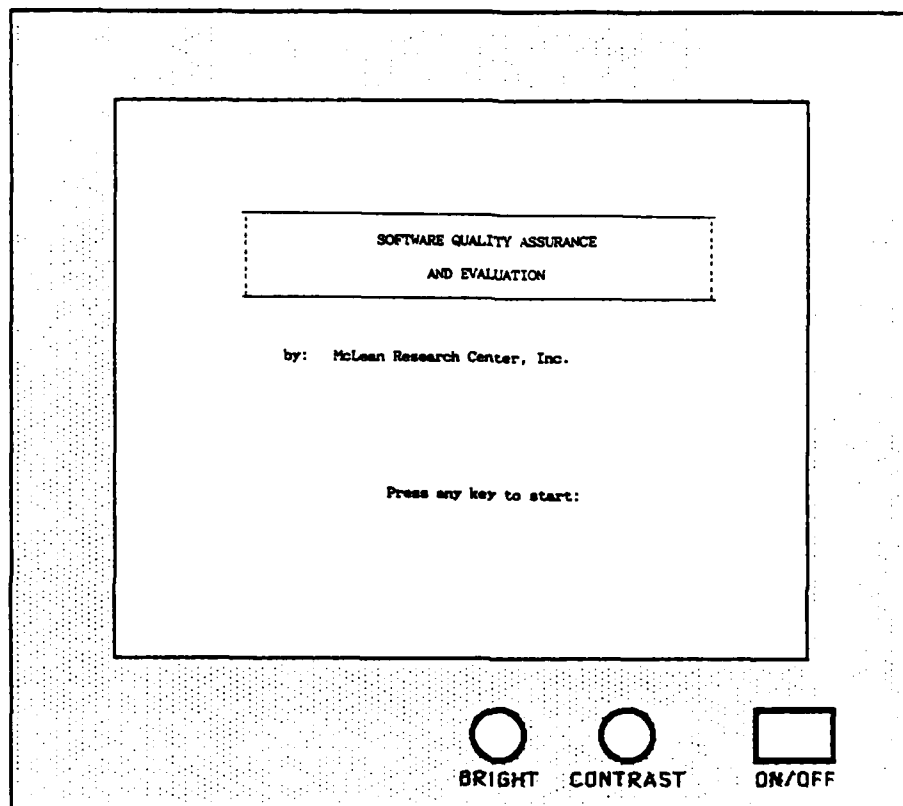 SOFTWARE QUALITY ASSURANCE
AND EVALUATION
by: McLean Research Center, Inc.
Press any key to start:
BRIGHT CONTRAST ON/OFF